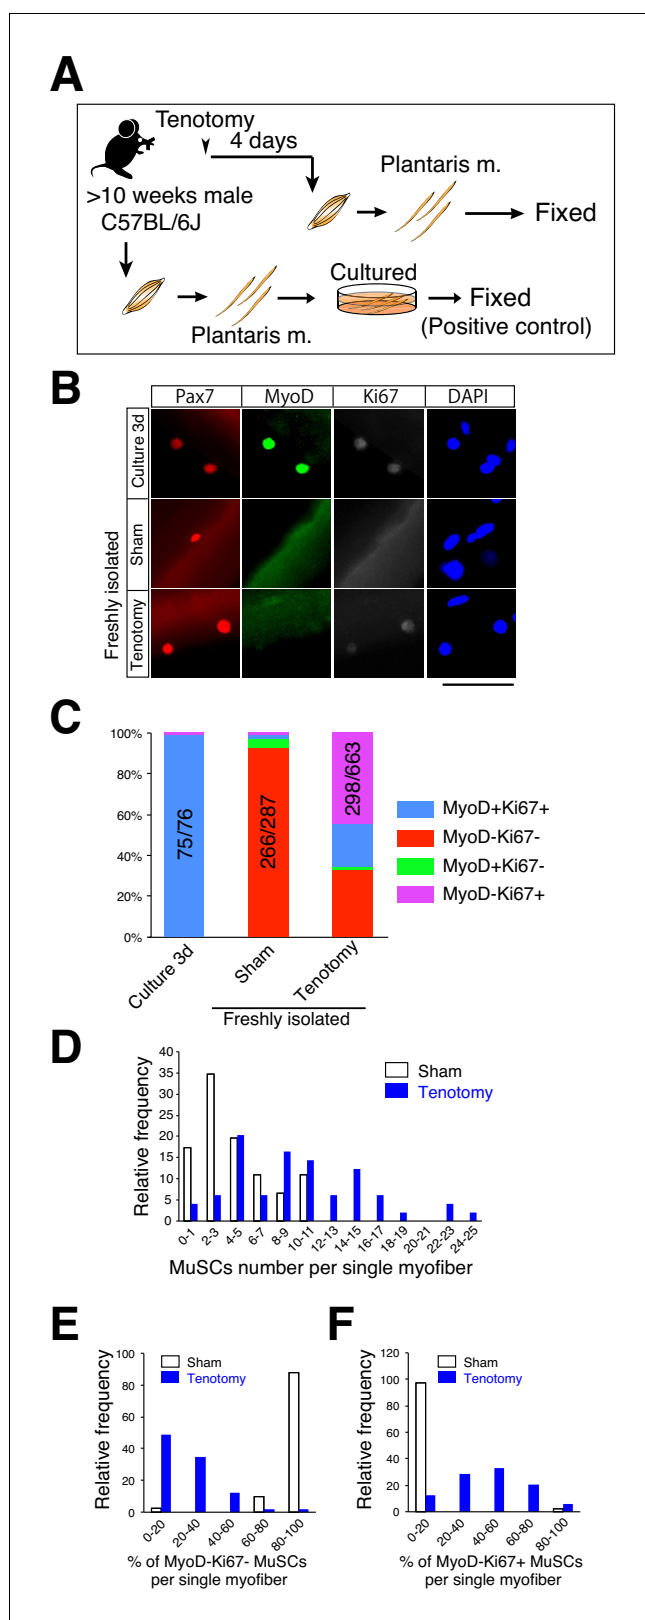 A
Tenotomy
4 days
Plantaris m.
>10 weeks male
C57BL/6J
Fixed
Cultured
Plantaris m.
Fixed
(Positive control)
B
Pax7 MyoD Ki67 DAPI
Culture 3d
Freshly isolated
Sham
Tenotomy
C
100%
80%
60%
40%
20%
0%
75/76
266/287
298/663
MyoD+Ki67+
MyoD-Ki67-
MyoD+Ki67-
MyoD-Ki67+
Culture 3d
Sham
Tenotomy
Freshly isolated
D
Relative frequency
40
35
30
25
20
15
10
5
0
Sham
Tenotomy
0-1 2-3 4-5 6-7 8-9 10-11 12-13 14-15 16-17 18-19 20-21 22-23 24-25
MuSCs number per single myofiber
E
Relative frequency
100
80
60
40
20
0
Sham
Tenotomy
0-20 20-40 40-60 60-80 80-100
% of MyoD-Ki67- MuSCs
per single myofiber
F
Relative frequency
120
100
80
60
40
20
0
Sham
Tenotomy
0-20 20-40 40-60 60-80 80-100
% of MyoD-Ki67+ MuSCs
per single myofiber